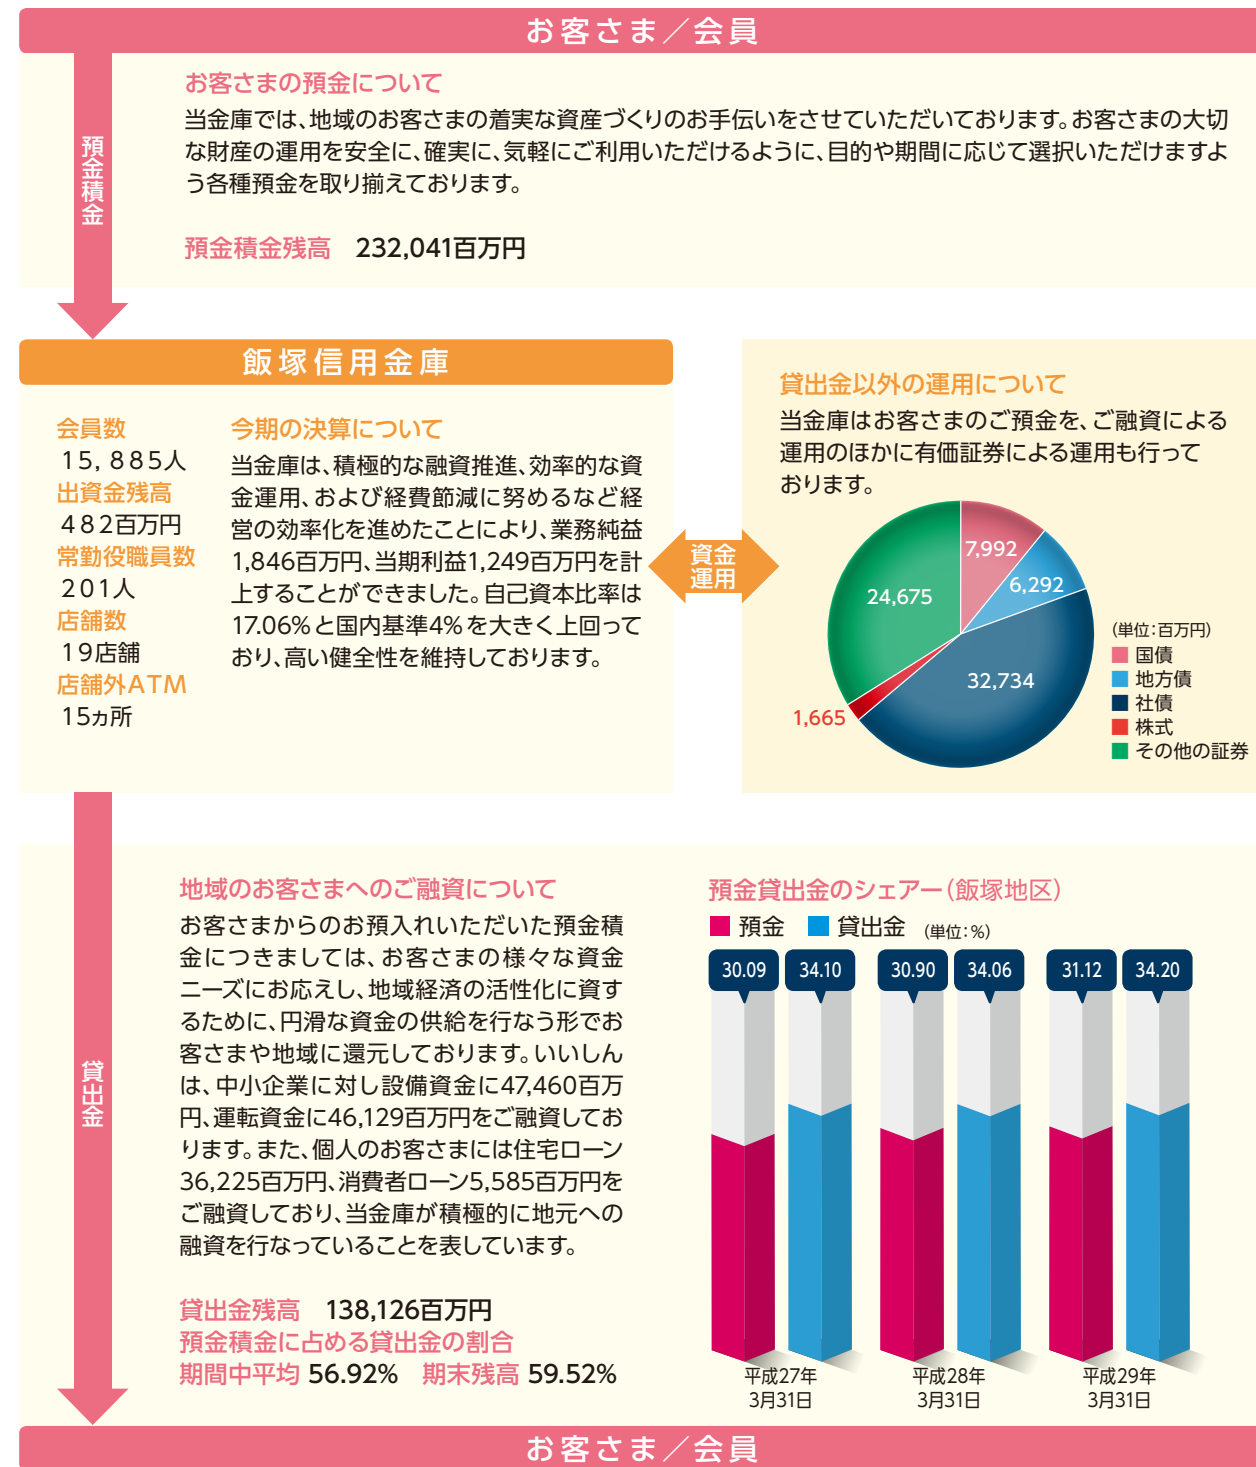 お客さま／会員
預金積金
お客さまの預金について
当金庫では、地域のお客さまの着実な資産づくりのお手伝いをさせていただいております。お客さまの大切
な財産の運用を安全に、確実に、気軽にご利用いただけるように、目的や期間に応じて選択いただけますよ
う各種預金を取り揃えております。
預金積金残高　232,041百万円
飯塚信用金庫
会員数
15,885人
出資金残高
482百万円
常勤役職員数
201人
店舗数
19店舗
店舗外ATM
15ヵ所
今期の決算について
当金庫は、積極的な融資推進、効率的な資
金運用、および経費節減に努めるなど経
営の効率化を進めたことにより、業務純益
1,846百万円、当期利益1,249百万円を計
上することができました。自己資本比率は
17.06%と国内基準4%を大きく上回って
おり、高い健全性を維持しております。
資金
運用
貸出金以外の運用について
当金庫はお客さまのご預金を、ご融資による
運用のほかに有価証券による運用も行って
おります。
7,992
6,292
24,675
32,734
1,665
(単位:百万円)
国債
地方債
社債
株式
その他の証券
貸出金
地域のお客さまへのご融資について
お客さまからのお預入れいただいた預金積
金につきましては、お客さまの様々な資金
ニーズにお応えし、地域経済の活性化に資す
るために、円滑な資金の供給を行なう形でお
客さまや地域に還元しております。いいしん
は、中小企業に対し設備資金に47,460百万
円、運転資金に46,129百万円をご融資してお
ります。また、個人のお客さまには住宅ローン
36,225百万円、消費者ローン5,585百万円を
ご融資しており、当金庫が積極的に地元への
融資を行なっていることを表しています。
貸出金残高　138,126百万円
預金積金に占める貸出金の割合
期間中平均 56.92%　期末残高 59.52%
預金貸出金のシェアー(飯塚地区)
預金　貸出金　(単位:%)
30.09　34.10　30.90　34.06　31.12　34.20
平成27年　平成28年　平成29年
3月31日　3月31日　3月31日
お客さま／会員